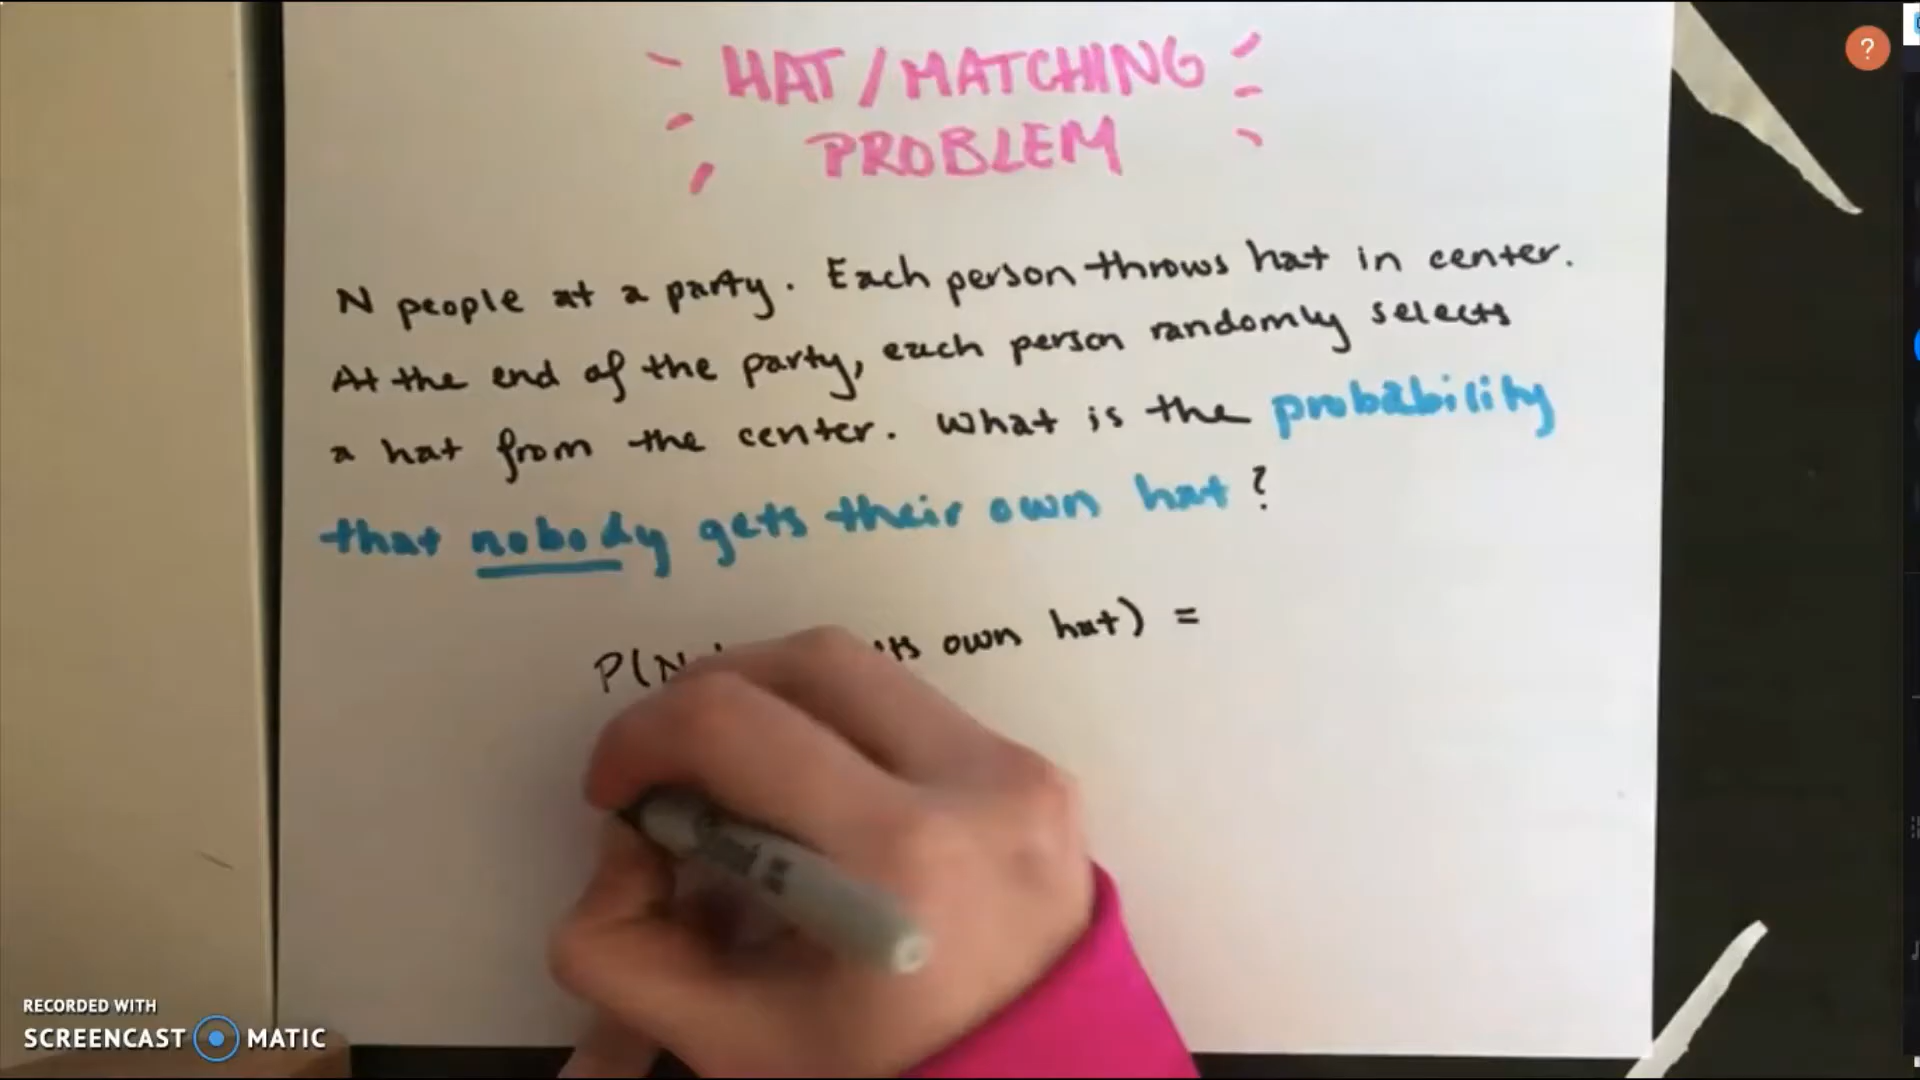 HAT/MATCHING
PROBLEM
N people at a party. Each person throws hat in center.
At the end of the party, each person randomly selects
a hat from the center. What is the probability
that nobody gets their own hat?
P(N own hat) =
RECORDED WITH
SCREENCAST MATIC
?